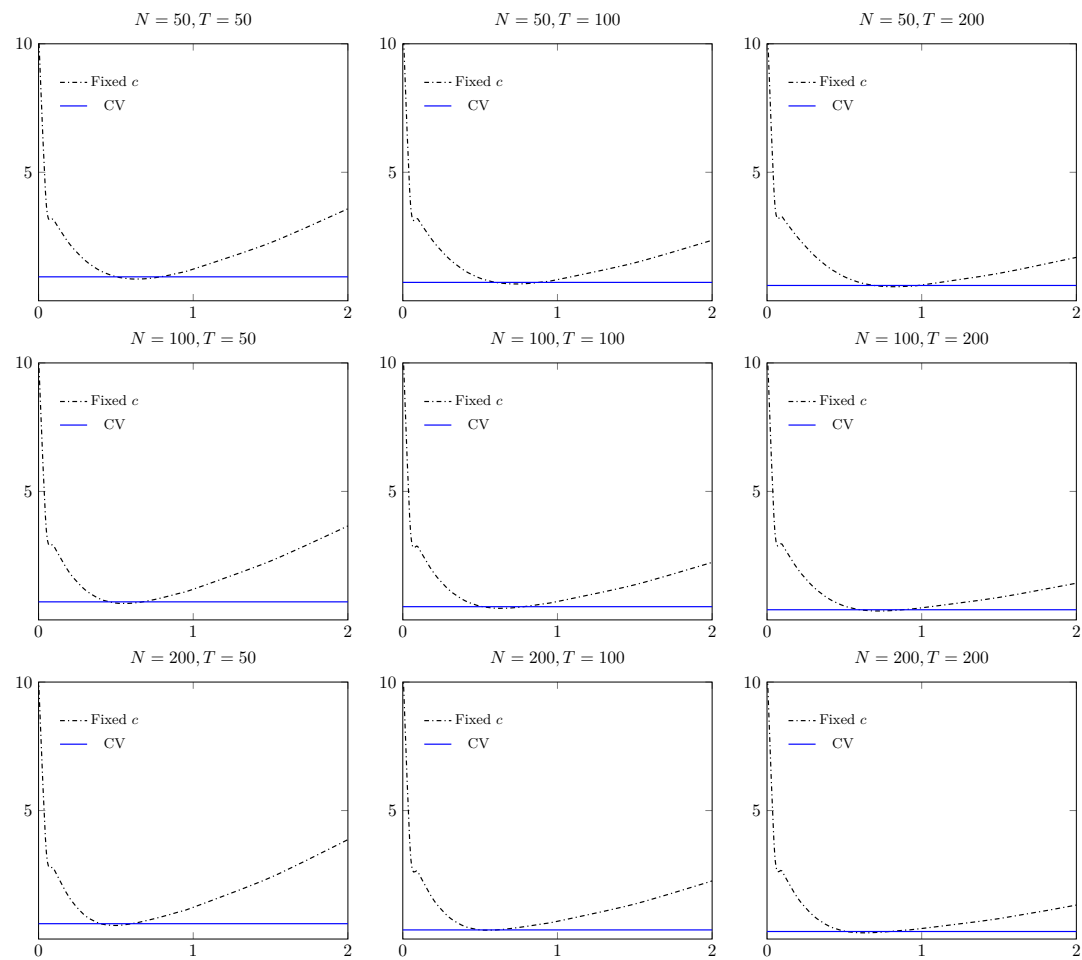 N = 50, T = 50
N = 50, T = 100
N = 50, T = 200
10
5
0
1
2
Fixed c
CV
10
5
0
1
2
Fixed c
CV
10
5
0
1
2
Fixed c
CV
N = 100, T = 50
N = 100, T = 100
N = 100, T = 200
10
5
0
1
2
Fixed c
CV
10
5
0
1
2
Fixed c
CV
10
5
0
1
2
Fixed c
CV
N = 200, T = 50
N = 200, T = 100
N = 200, T = 200
10
5
0
1
2
Fixed c
CV
10
5
0
1
2
Fixed c
CV
10
5
0
1
2
Fixed c
CV